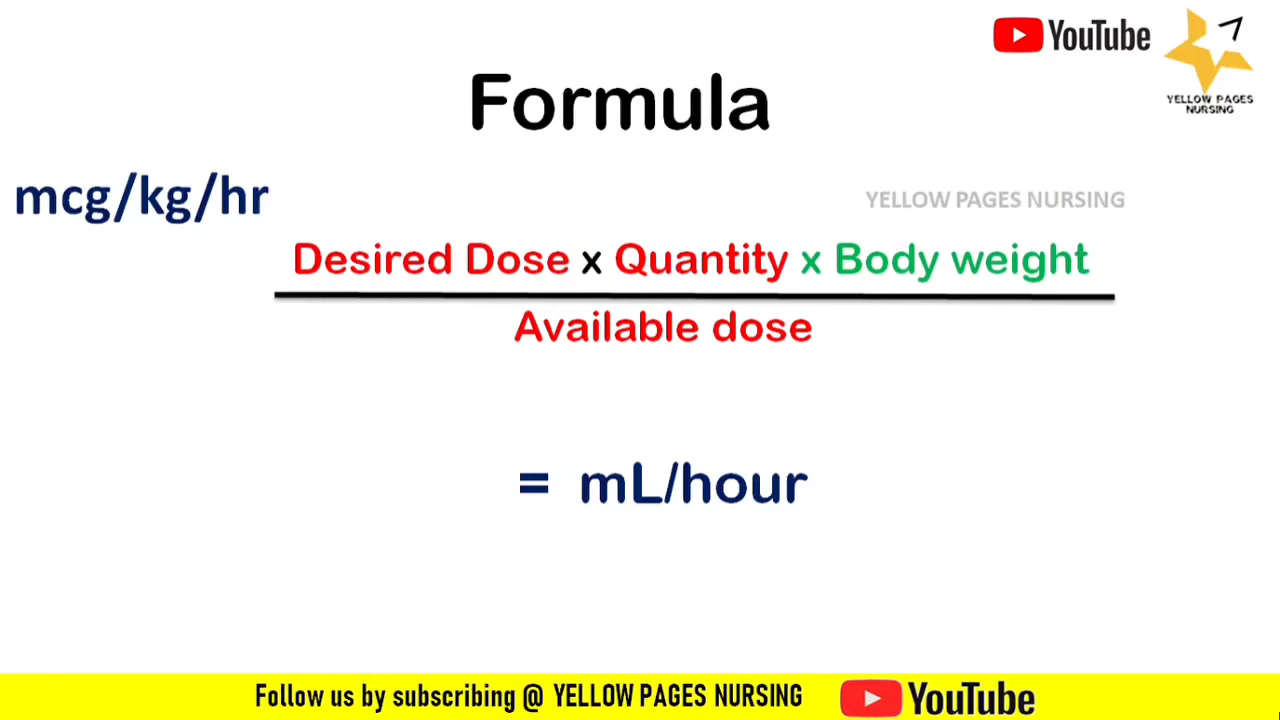 YouTube
YELLOW PAGES
NURSING
Formula
mcg/kg/hr
YELLOW PAGES NURSING
Desired Dose x Quantity x Body weight
Available dose
= mL/hour
Follow us by subscribing @ YELLOW PAGES NURSING YouTube